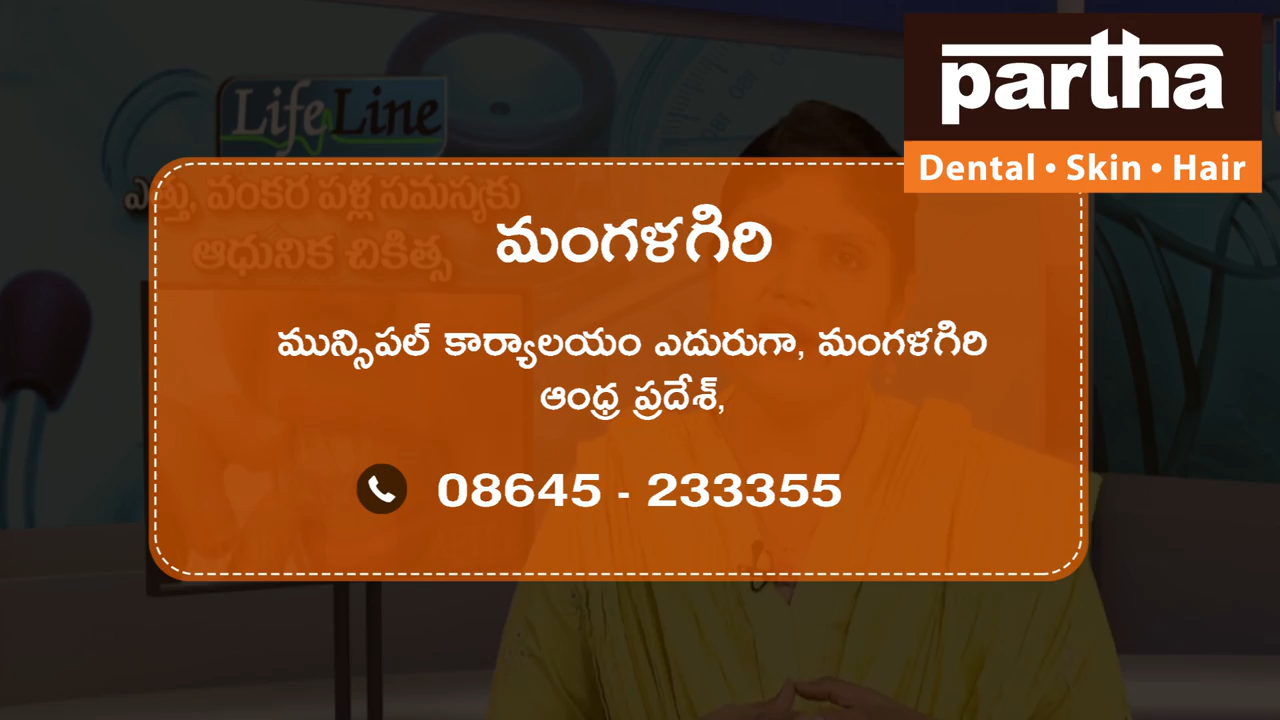 partha
Dental • Skin • Hair
LifeLine
ఎత్తు, వంకర పళ్ల సమస్యకు
ఆధునిక చికిత్స
మంగళగిరి
మున్సిపల్ కార్యాలయం ఎదురుగా, మంగళగిరి
ఆంధ్ర ప్రదేశ్,
08645 - 233355